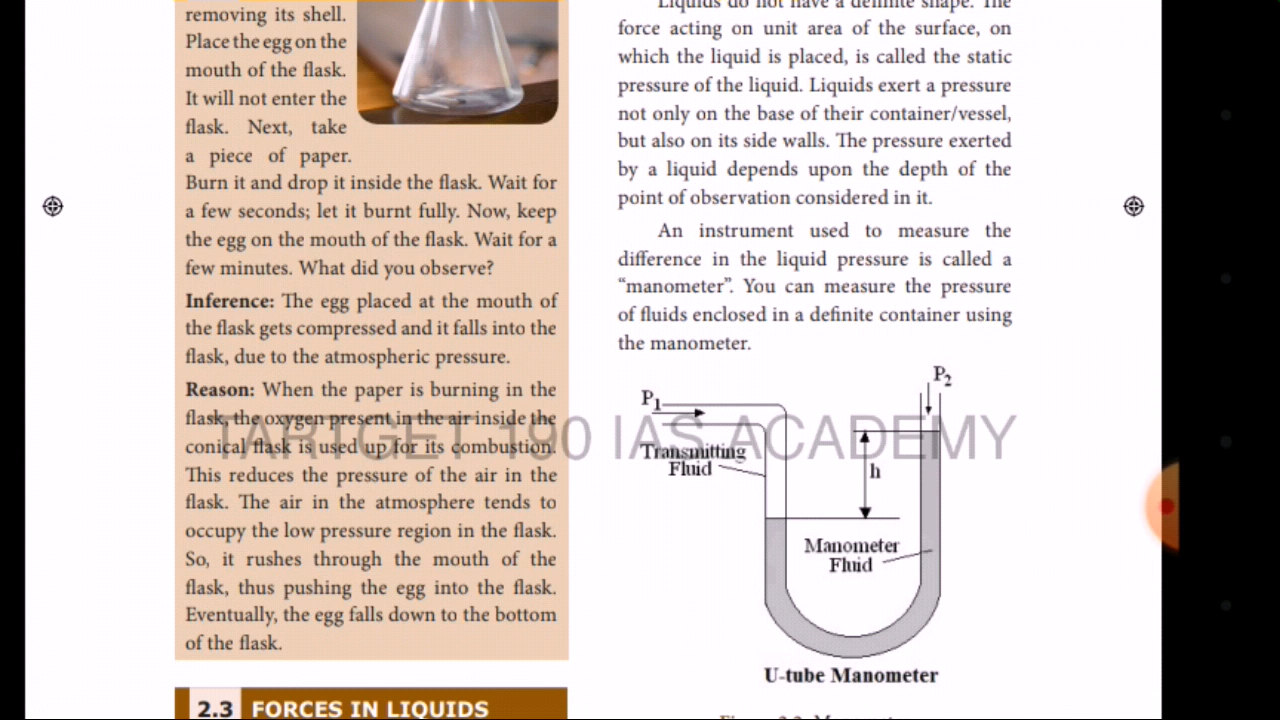 removing its shell.
Place the egg on the
mouth of the flask.
It will not enter the
flask. Next, take
a piece of paper.
Burn it and drop it inside the flask. Wait for
a few seconds; let it burnt fully. Now, keep
the egg on the mouth of the flask. Wait for a
few minutes. What did you observe?
Inference: The egg placed at the mouth of
the flask gets compressed and it falls into the
flask, due to the atmospheric pressure.
Reason: When the paper is burning in the
flask, the oxygen present in the air inside the
conical flask is used up for its combustion.
This reduces the pressure of the air in the
flask. The air in the atmosphere tends to
occupy the low pressure region in the flask.
So, it rushes through the mouth of the
flask, thus pushing the egg into the flask.
Eventually, the egg falls down to the bottom
of the flask.
2.3 FORCES IN LIQUIDS
Liquids do not have a definite shape. The
force acting on unit area of the surface, on
which the liquid is placed, is called the static
pressure of the liquid. Liquids exert a pressure
not only on the base of their container/vessel,
but also on its side walls. The pressure exerted
by a liquid depends upon the depth of the
point of observation considered in it.
An instrument used to measure the
difference in the liquid pressure is called a
“manometer”. You can measure the pressure
of fluids enclosed in a definite container using
the manometer.
P2
P1
TARTGET 190 IAS ACADEMY
Transmitting
Fluid
h
Manometer
Fluid
U-tube Manometer